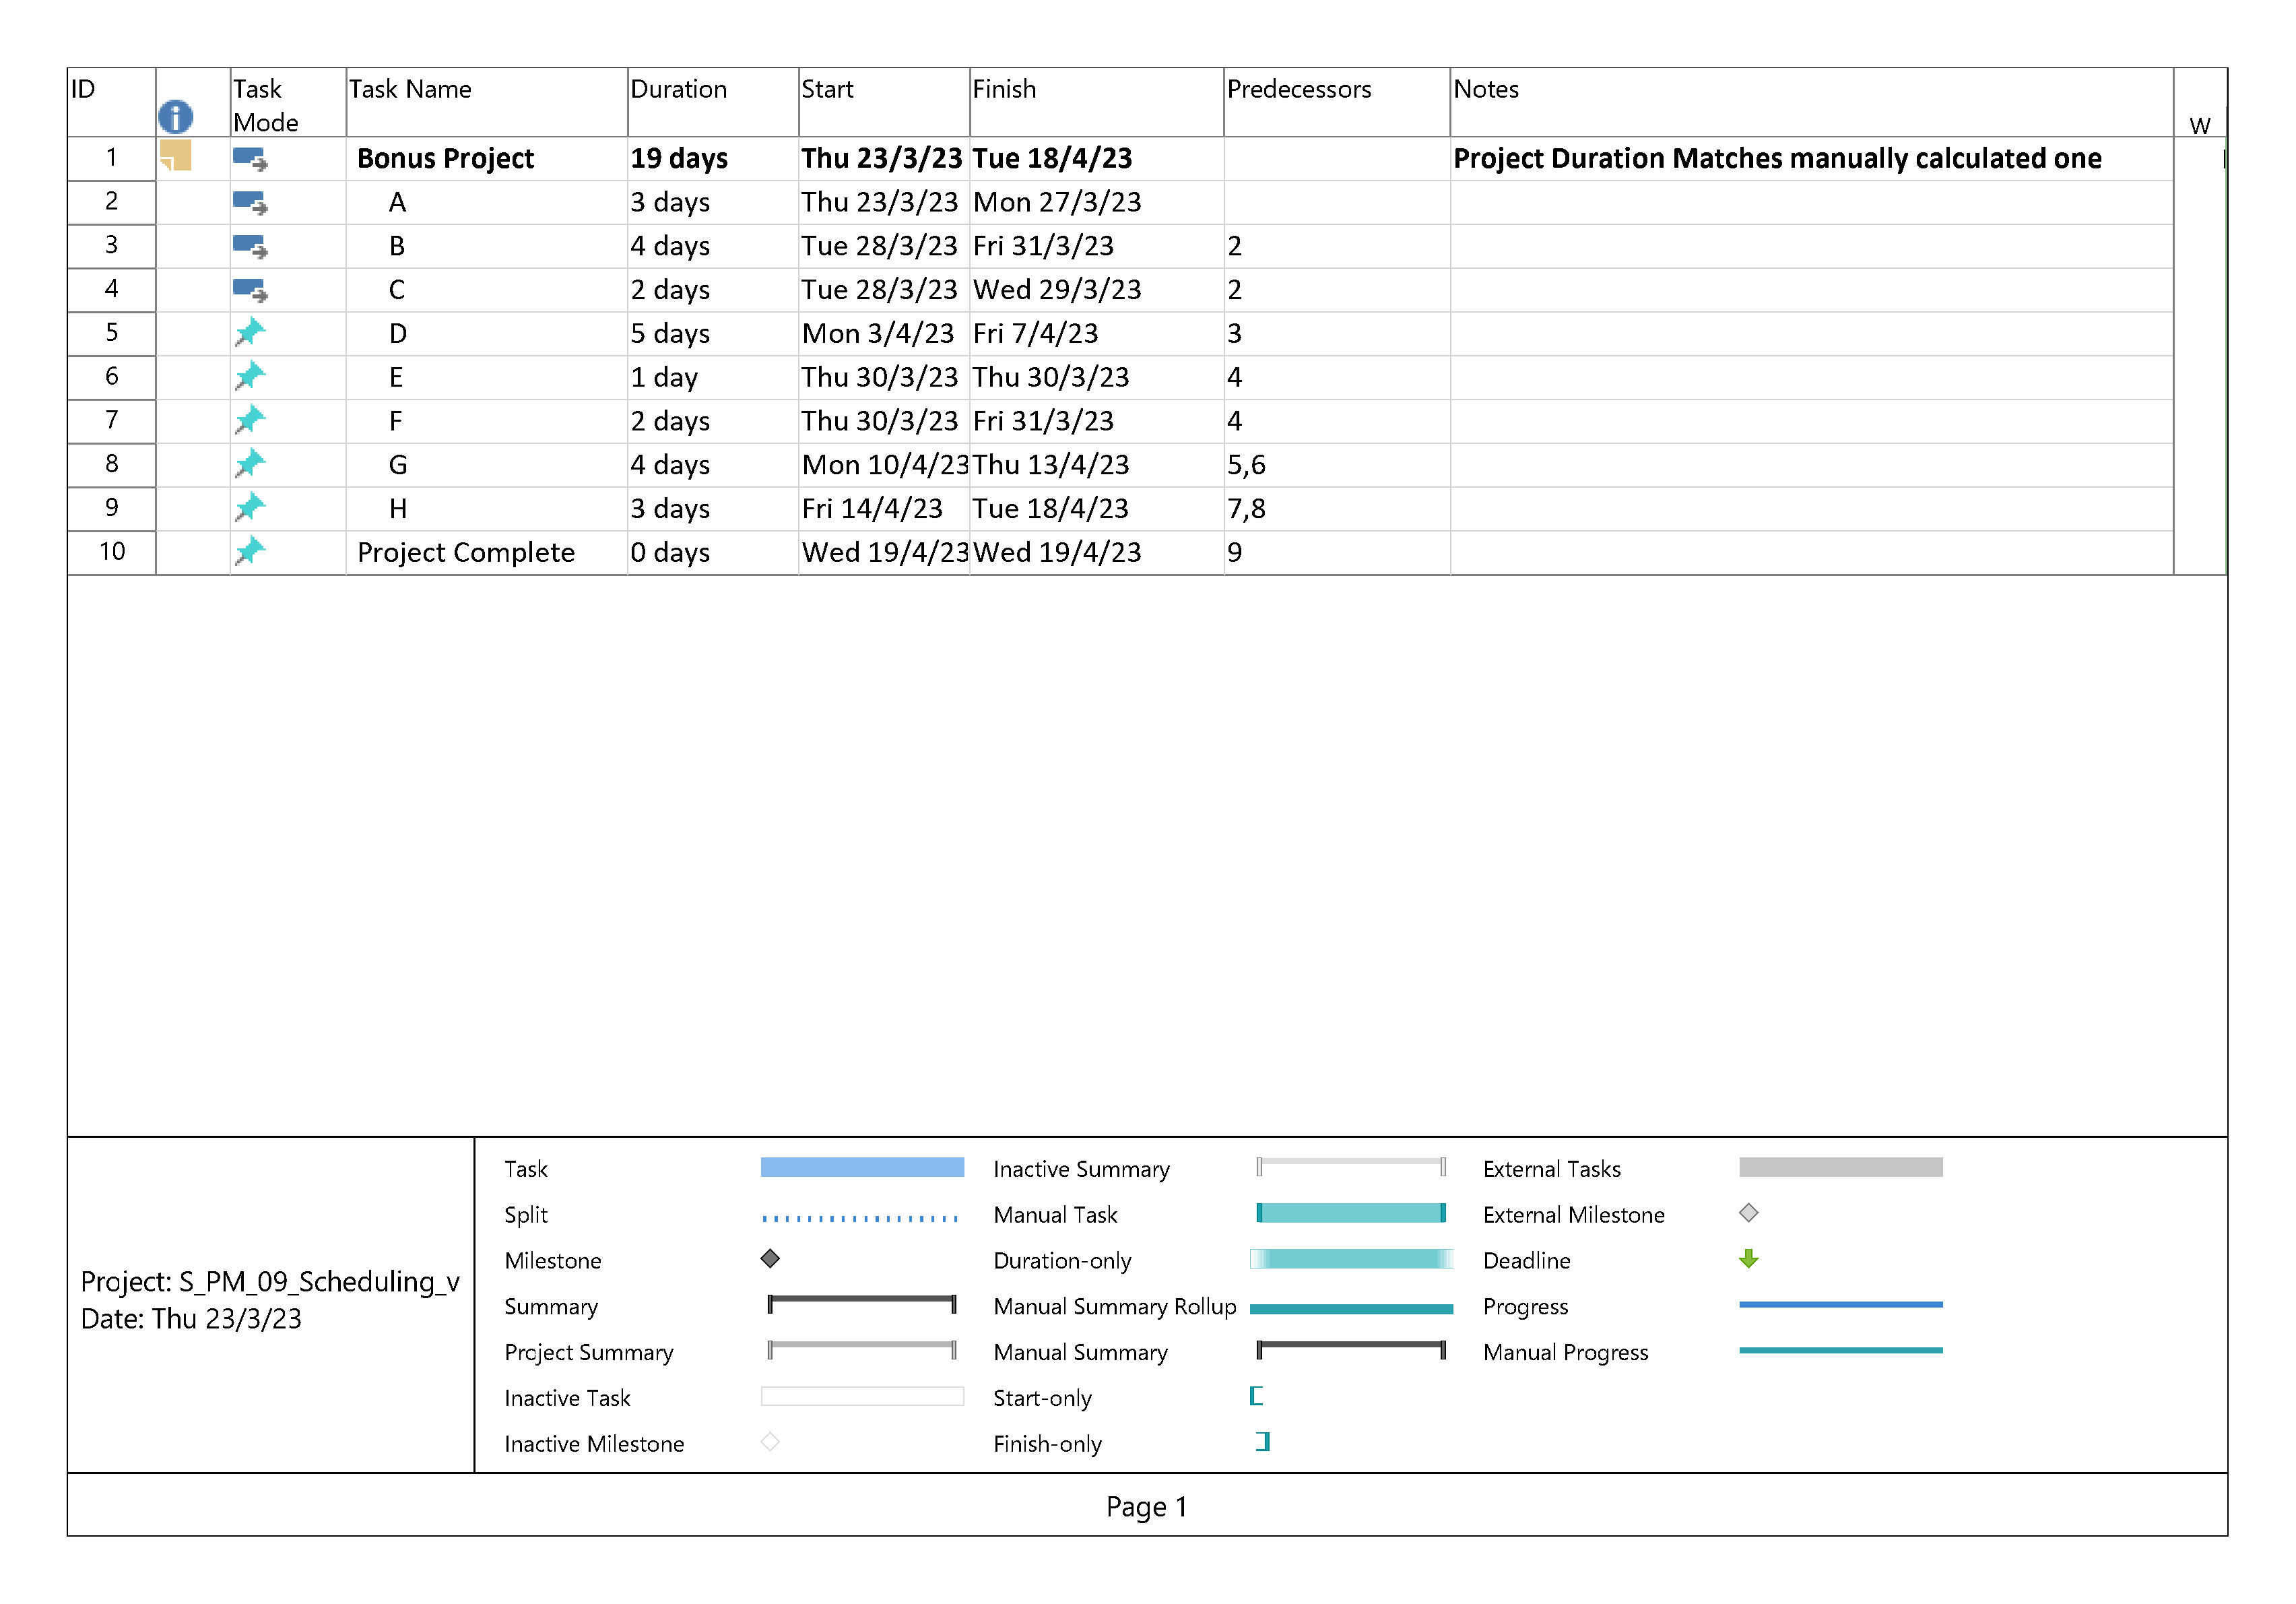 ID Task Mode Task Name Duration Start Finish Predecessors Notes W
1 Bonus Project 19 days Thu 23/3/23 Tue 18/4/23 Project Duration Matches manually calculated one
2 A 3 days Thu 23/3/23 Mon 27/3/23
3 B 4 days Tue 28/3/23 Fri 31/3/23 2
4 C 2 days Tue 28/3/23 Wed 29/3/23 2
5 D 5 days Mon 3/4/23 Fri 7/4/23 3
6 E 1 day Thu 30/3/23 Thu 30/3/23 4
7 F 2 days Thu 30/3/23 Fri 31/3/23 4
8 G 4 days Mon 10/4/23 Thu 13/4/23 5,6
9 H 3 days Fri 14/4/23 Tue 18/4/23 7,8
10 Project Complete 0 days Wed 19/4/23 Wed 19/4/23 9
Project: S_PM_09_Scheduling_v
Date: Thu 23/3/23
Task Inactive Summary External Tasks
Split Manual Task External Milestone
Milestone Duration-only Deadline
Summary Manual Summary Rollup Progress
Project Summary Manual Summary Manual Progress
Inactive Task Start-only
Inactive Milestone Finish-only
Page 1